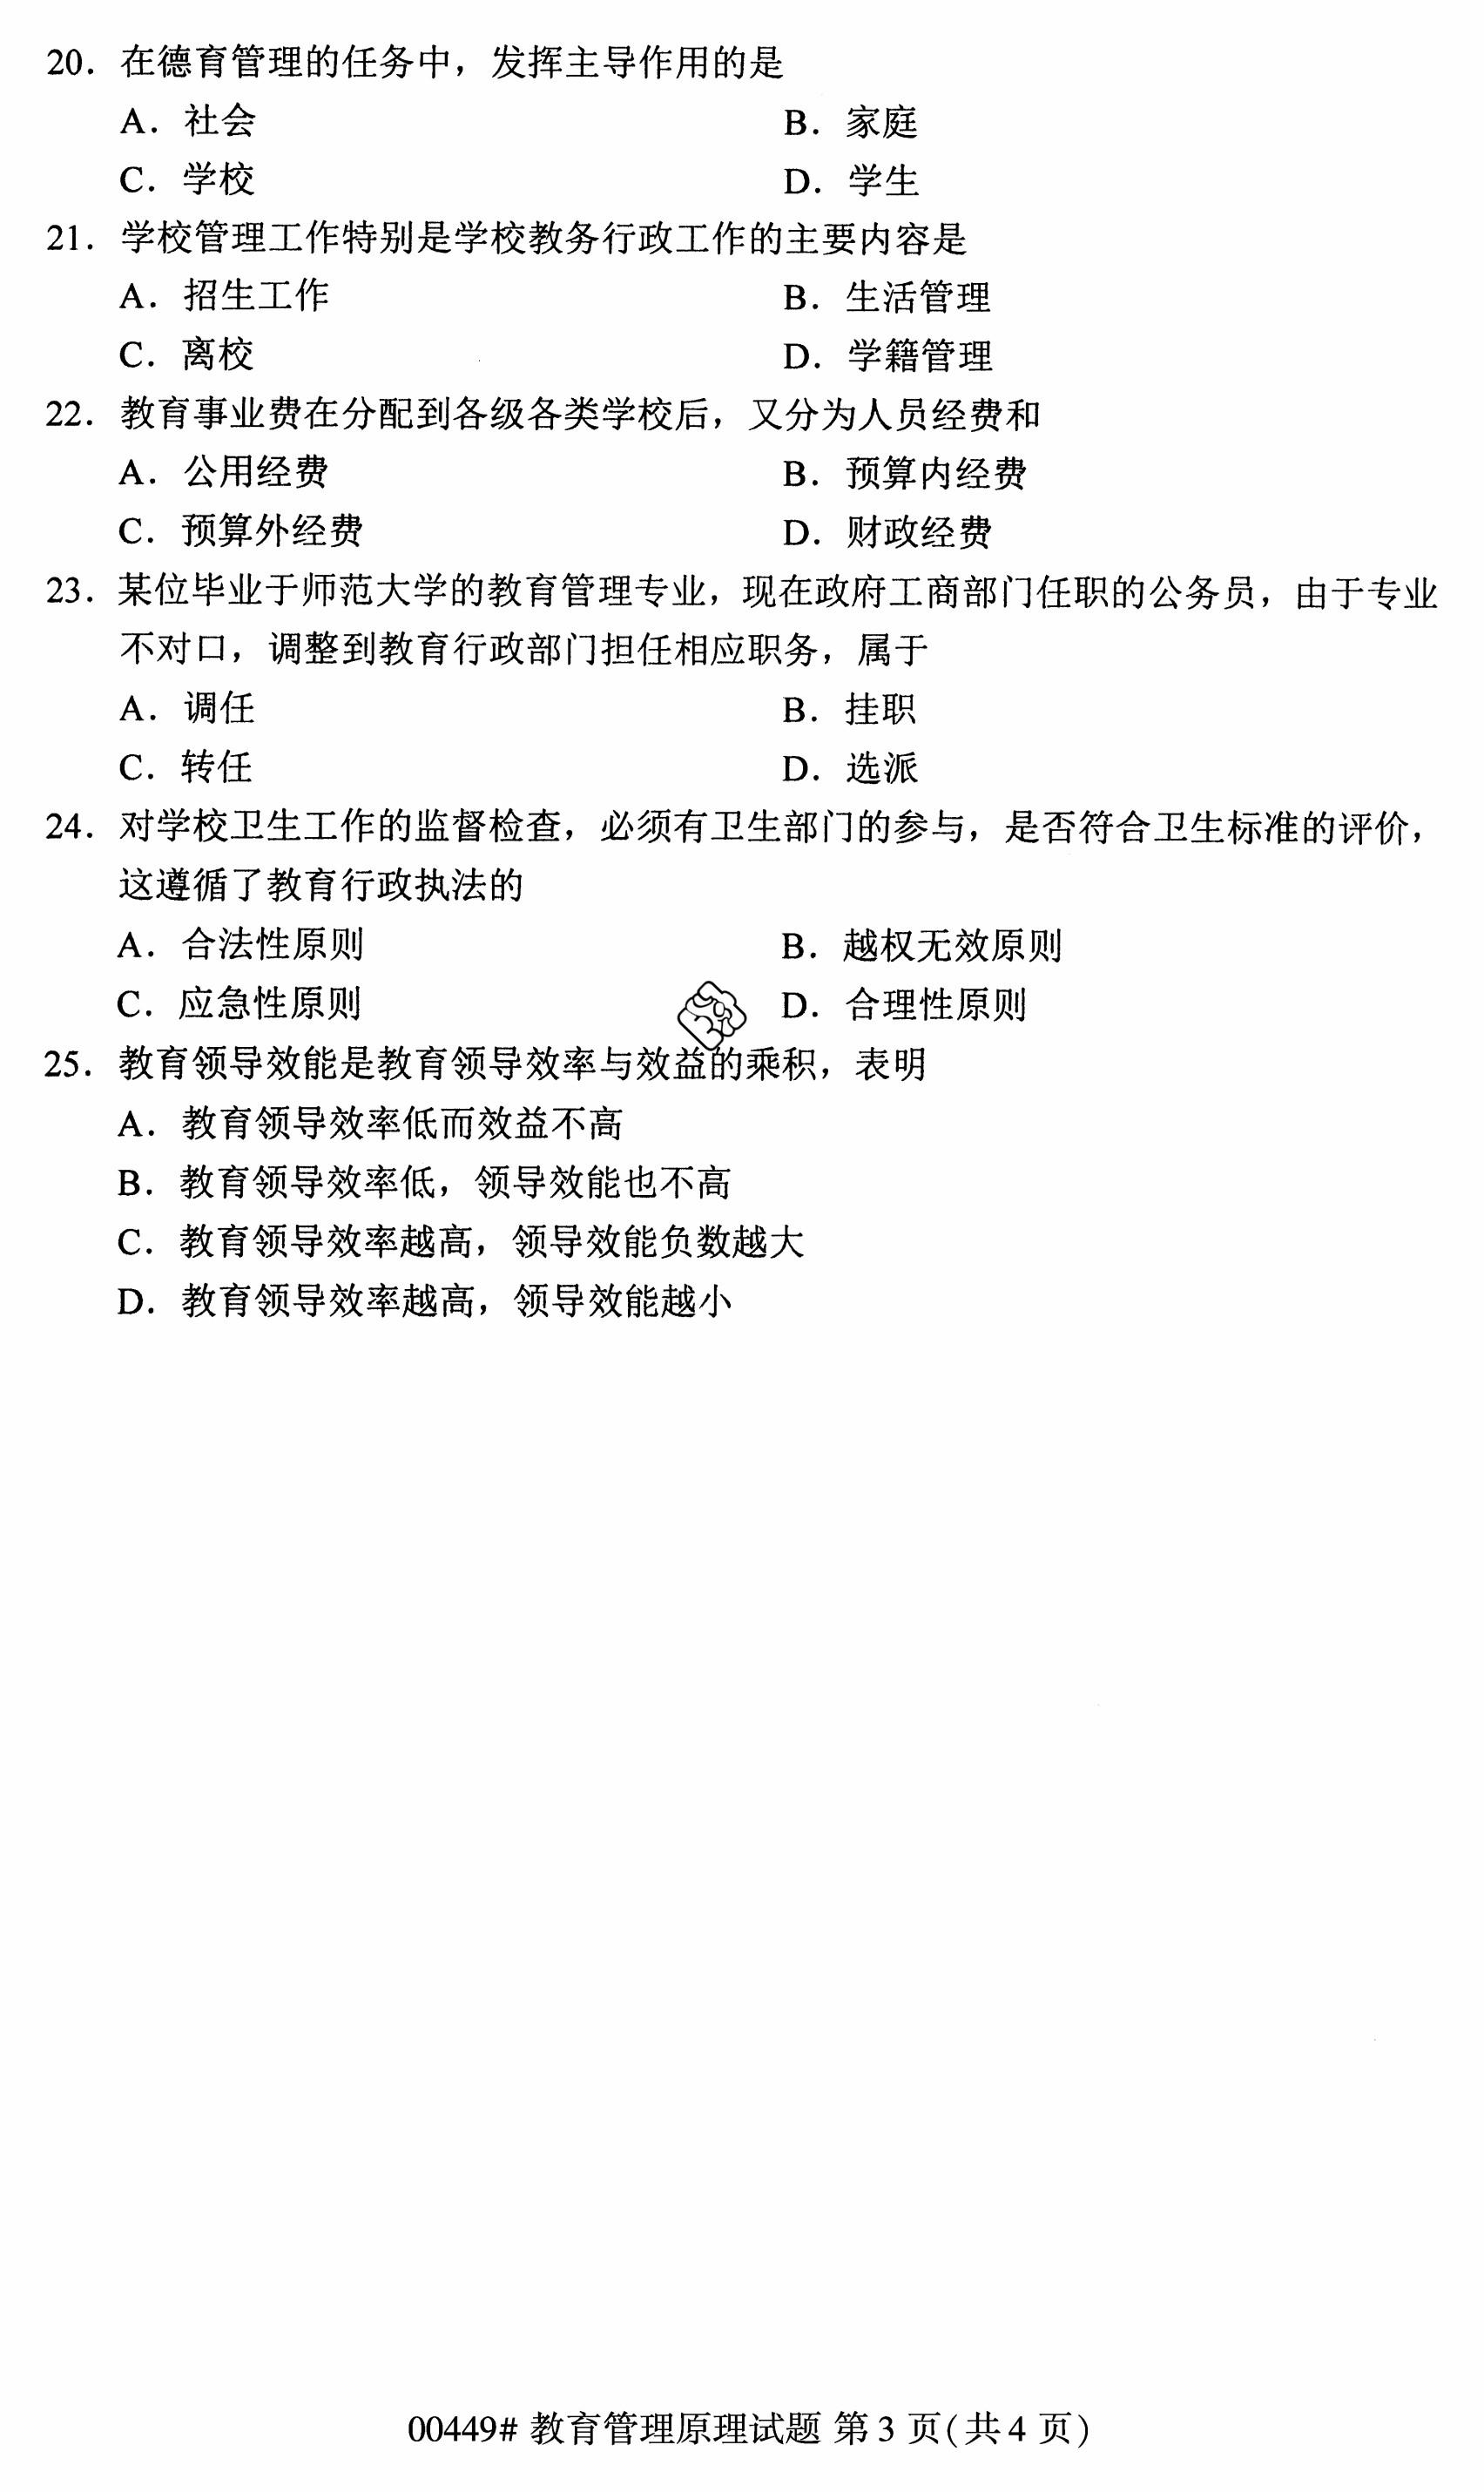 20. 在德育管理的任务中，发挥主导作用的是
A. 社会 B. 家庭
C. 学校 D. 学生
21. 学校管理工作特别是学校教务行政工作的主要内容是
A. 招生工作 B. 生活管理
C. 离校 D. 学籍管理
22. 教育事业费在分配到各级各类学校后，又分为人员经费和
A. 公用经费 B. 预算内经费
C. 预算外经费 D. 财政经费
23. 某位毕业于师范大学的教育管理专业，现在政府工商部门任职的公务员，由于专业
不对口，调整到教育行政部门担任相应职务，属于
A. 调任 B. 挂职
C. 转任 D. 选派
24. 对学校卫生工作的监督检查，必须有卫生部门的参与，是否符合卫生标准的评价，
这遵循了教育行政执法的
A. 合法性原则 B. 越权无效原则
C. 应急性原则 D. 合理性原则
25. 教育领导效能是教育领导效率与效益的乘积，表明
A. 教育领导效率低而效益不高
B. 教育领导效率低，领导效能也不高
C. 教育领导效率越高，领导效能负数越大
D. 教育领导效率越高，领导效能越小
00449# 教育管理原理试题 第 3 页(共 4 页)